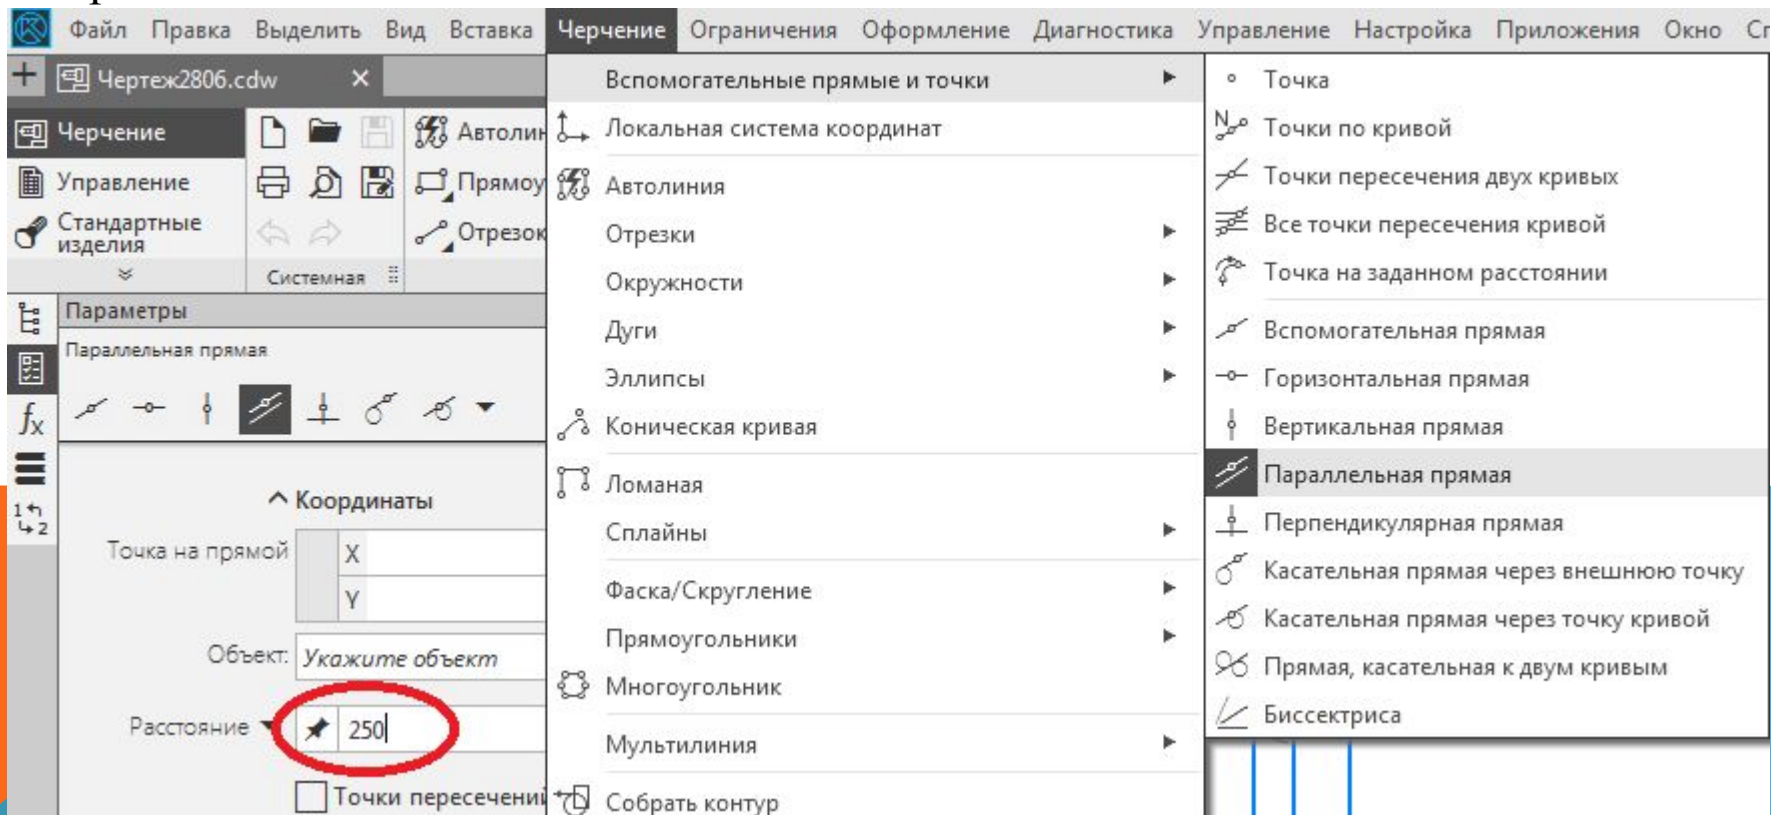 Файл Правка Выделить Вид Вставка Черчение Ограничения Оформление Диагностика Управление Настройка Приложения Окно
Чертеж2806.cdw
Черчение
Управление
Стандартные
изделия
Автолин
Прямоу
Отрезок
Системная
Параметры
Параллельная прямая
Координаты
Точка на прямой X
Y
Объект: Укажите объект
Расстояние 250
Точки пересечений
Вспомогательные прямые и точки
Локальная система координат
Автолиния
Отрезки
Окружности
Дуги
Эллипсы
Коническая кривая
Ломаная
Сплайны
Фаска/Скругление
Прямоугольники
Многоугольник
Мультилиния
Собрать контур
Точка
Точки по кривой
Точки пересечения двух кривых
Все точки пересечения кривой
Точка на заданном расстоянии
Вспомогательная прямая
Горизонтальная прямая
Вертикальная прямая
Параллельная прямая
Перпендикулярная прямая
Касательная прямая через внешнюю точку
Касательная прямая через точку кривой
Прямая, касательная к двум кривым
Биссектриса